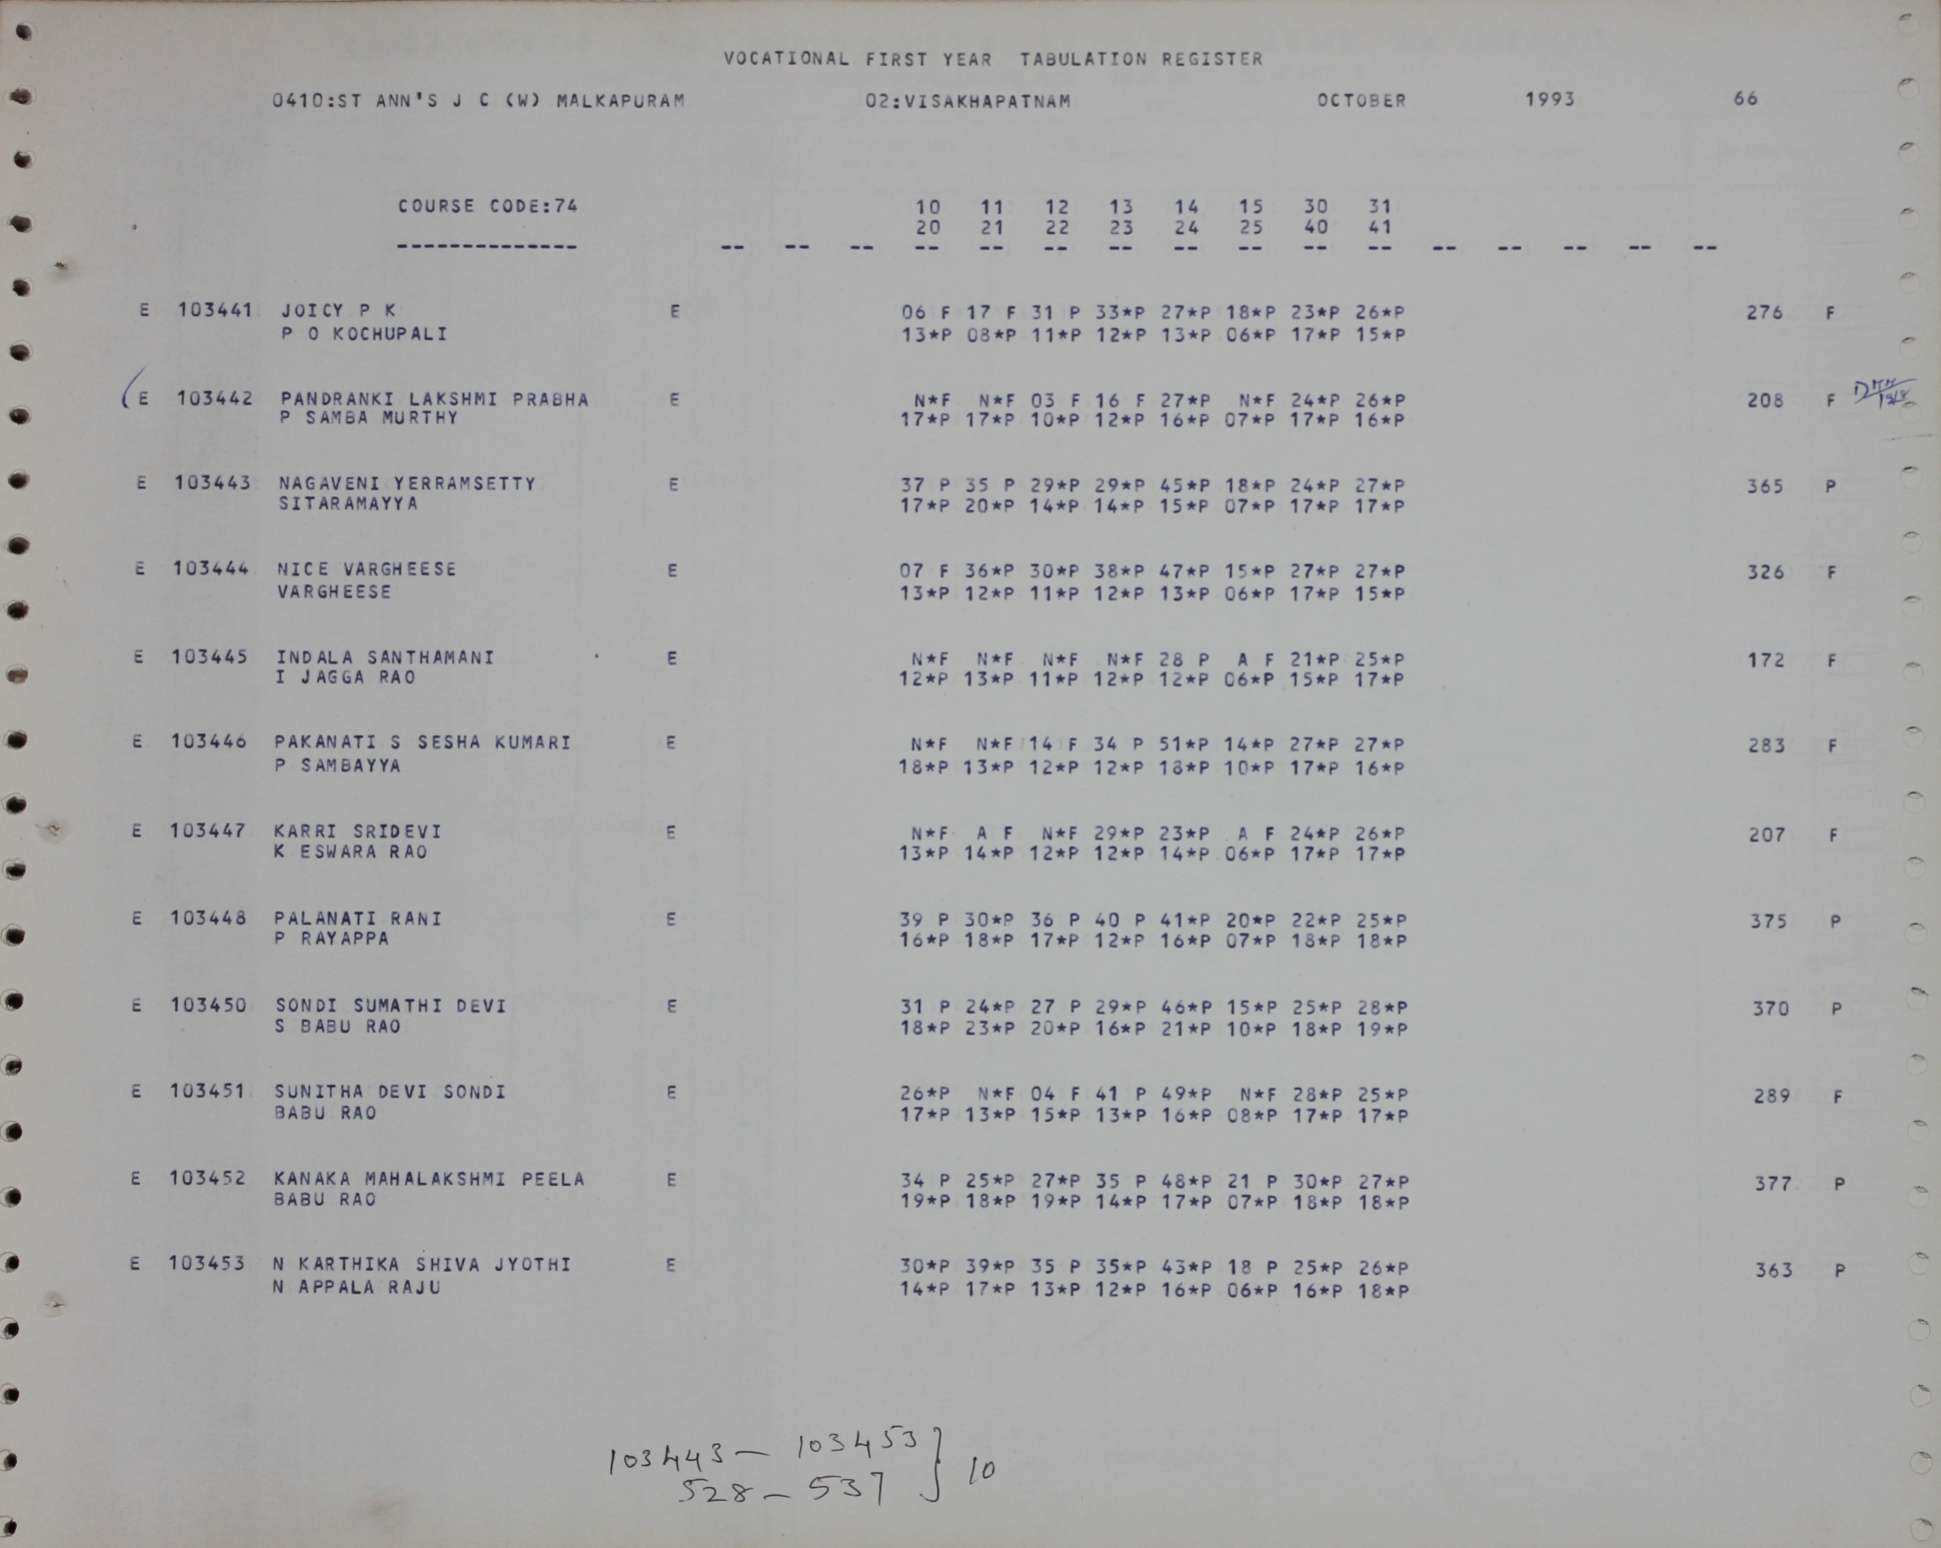 VOCATIONAL FIRST YEAR TABULATION REGISTER
0410:ST ANN'S J C (W) MALKAPURAM 02:VISAKHAPATNAM OCTOBER 1993 66
COURSE CODE:74 10 11 12 13 14 15 30 31
20 21 22 23 24 25 40 41
-------------- -- -- -- -- -- -- -- -- -- -- -- -- -- -- -- --
E 103441 JOICY P K E 06 F 17 F 31 P 33*P 27*P 18*P 23*P 26*P 276 F
P O KOCHUPALI 13*P 08*P 11*P 12*P 13*P 06*P 17*P 15*P
E 103442 PANDRANKI LAKSHMI PRABHA E N*F N*F 03 F 16 F 27*P N*F 24*P 26*P 208 F
P SAMBA MURTHY 17*P 17*P 10*P 12*P 16*P 07*P 17*P 16*P
E 103443 NAGAVENI YERRAMSETTY E 37 P 35 P 29*P 29*P 45*P 18*P 24*P 27*P 365 P
SITARAMAYYA 17*P 20*P 14*P 14*P 15*P 07*P 17*P 17*P
E 103444 NICE VARGHEESE E 07 F 36*P 30*P 38*P 47*P 15*P 27*P 27*P 326 F
VARGHEESE 13*P 12*P 11*P 12*P 13*P 06*P 17*P 15*P
E 103445 INDALA SANTHAMANI E N*F N*F N*F N*F 28 P A F 21*P 25*P 172 F
I JAGGA RAO 12*P 13*P 11*P 12*P 12*P 06*P 15*P 17*P
E 103446 PAKANATI S SESHA KUMARI E N*F N*F 14 F 34 P 51*P 14*P 27*P 27*P 283 F
P SAMBAYYA 18*P 13*P 12*P 12*P 18*P 10*P 17*P 16*P
E 103447 KARRI SRIDEVI E N*F A F N*F 29*P 23*P A F 24*P 26*P 207 F
K ESWARA RAO 13*P 14*P 12*P 12*P 14*P 06*P 17*P 17*P
E 103448 PALANATI RANI E 39 P 30*P 36 P 40 P 41*P 20*P 22*P 25*P 375 P
P RAYAPPA 16*P 18*P 17*P 12*P 16*P 07*P 18*P 18*P
E 103450 SONDI SUMATHI DEVI E 31 P 24*P 27 P 29*P 46*P 15*P 25*P 28*P 370 P
S BABU RAO 18*P 23*P 20*P 16*P 21*P 10*P 18*P 19*P
E 103451 SUNITHA DEVI SONDI E 26*P N*F 04 F 41 P 49*P N*F 28*P 25*P 289 F
BABU RAO 17*P 13*P 15*P 13*P 16*P 08*P 17*P 17*P
E 103452 KANAKA MAHALAKSHMI PEELA E 34 P 25*P 27*P 35 P 48*P 21 P 30*P 27*P 377 P
BABU RAO 19*P 18*P 19*P 14*P 17*P 07*P 18*P 18*P
E 103453 N KARTHIKA SHIVA JYOTHI E 30*P 39*P 35 P 35*P 43*P 18 P 25*P 26*P 363 P
N APPALA RAJU 14*P 17*P 13*P 12*P 16*P 06*P 16*P 18*P
103443 - 103453 } 10
528 - 537